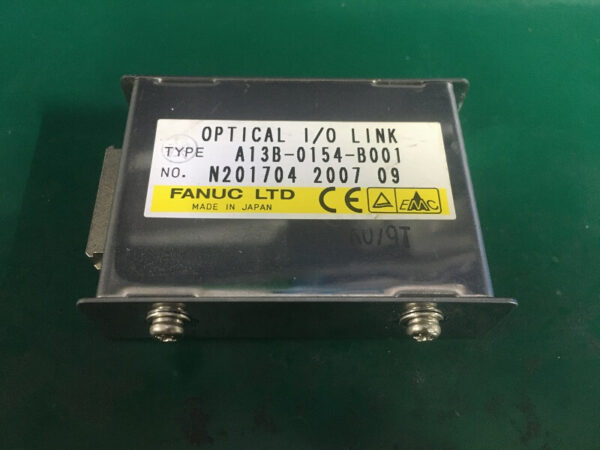 OPTICAL I/O LINK
TYPE A13B-0154-B001
NO. N201704 2007 09
FANUC LTD CE EMC
MADE IN JAPAN